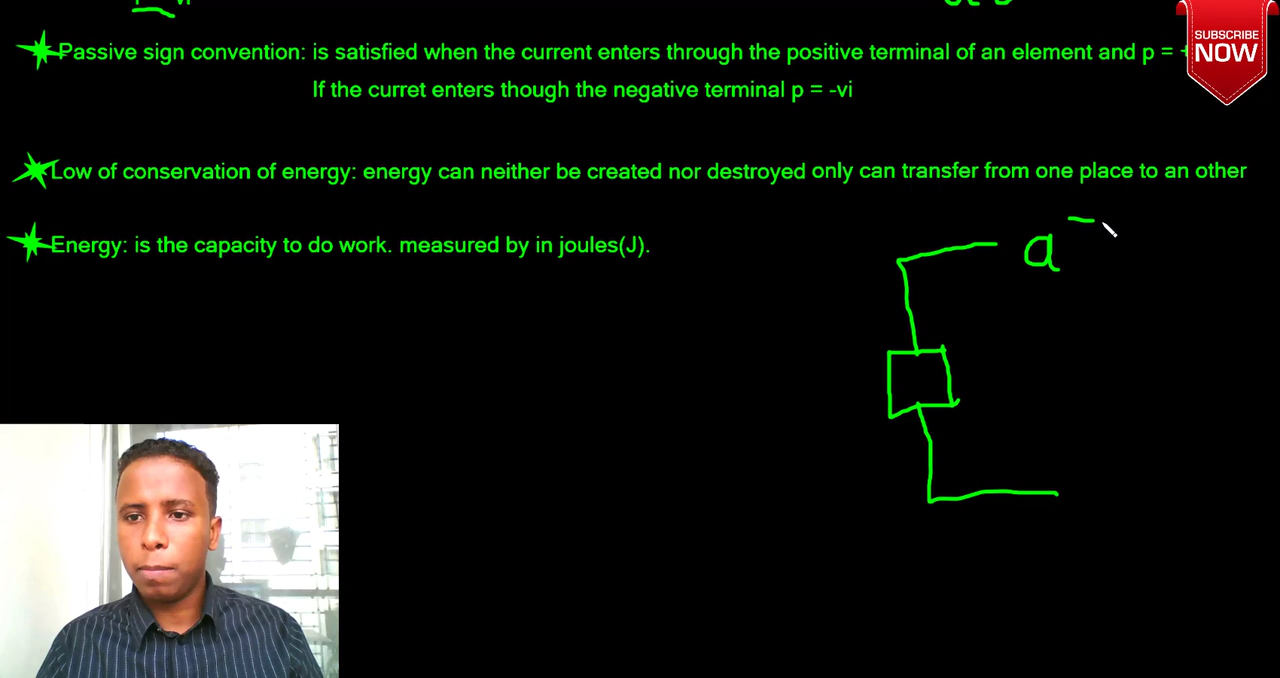 SUBSCRIBE
NOW
Passive sign convention: is satisfied when the current enters through the positive terminal of an element and p =
If the curret enters though the negative terminal p = -vi
Low of conservation of energy: energy can neither be created nor destroyed only can transfer from one place to an other
Energy: is the capacity to do work. measured by in joules(J).
a